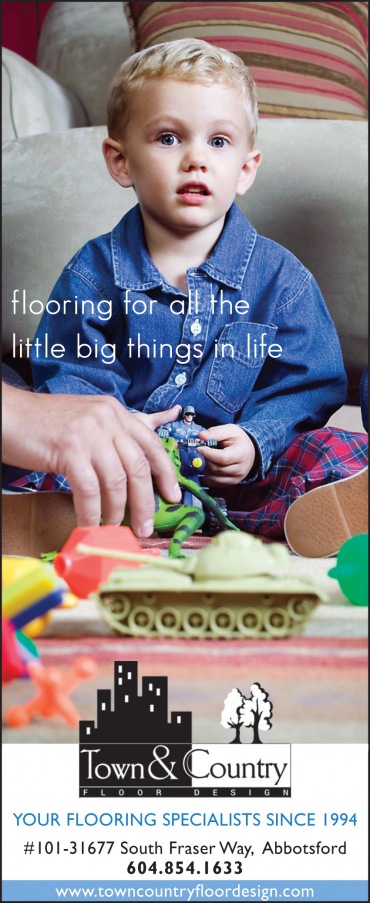 flooring for all the
little big things in life
Town & Country
FLOOR DESIGN
YOUR FLOORING SPECIALISTS SINCE 1994
#101-31677 South Fraser Way, Abbotsford
604.854.1633
www.towncountryfloordesign.com